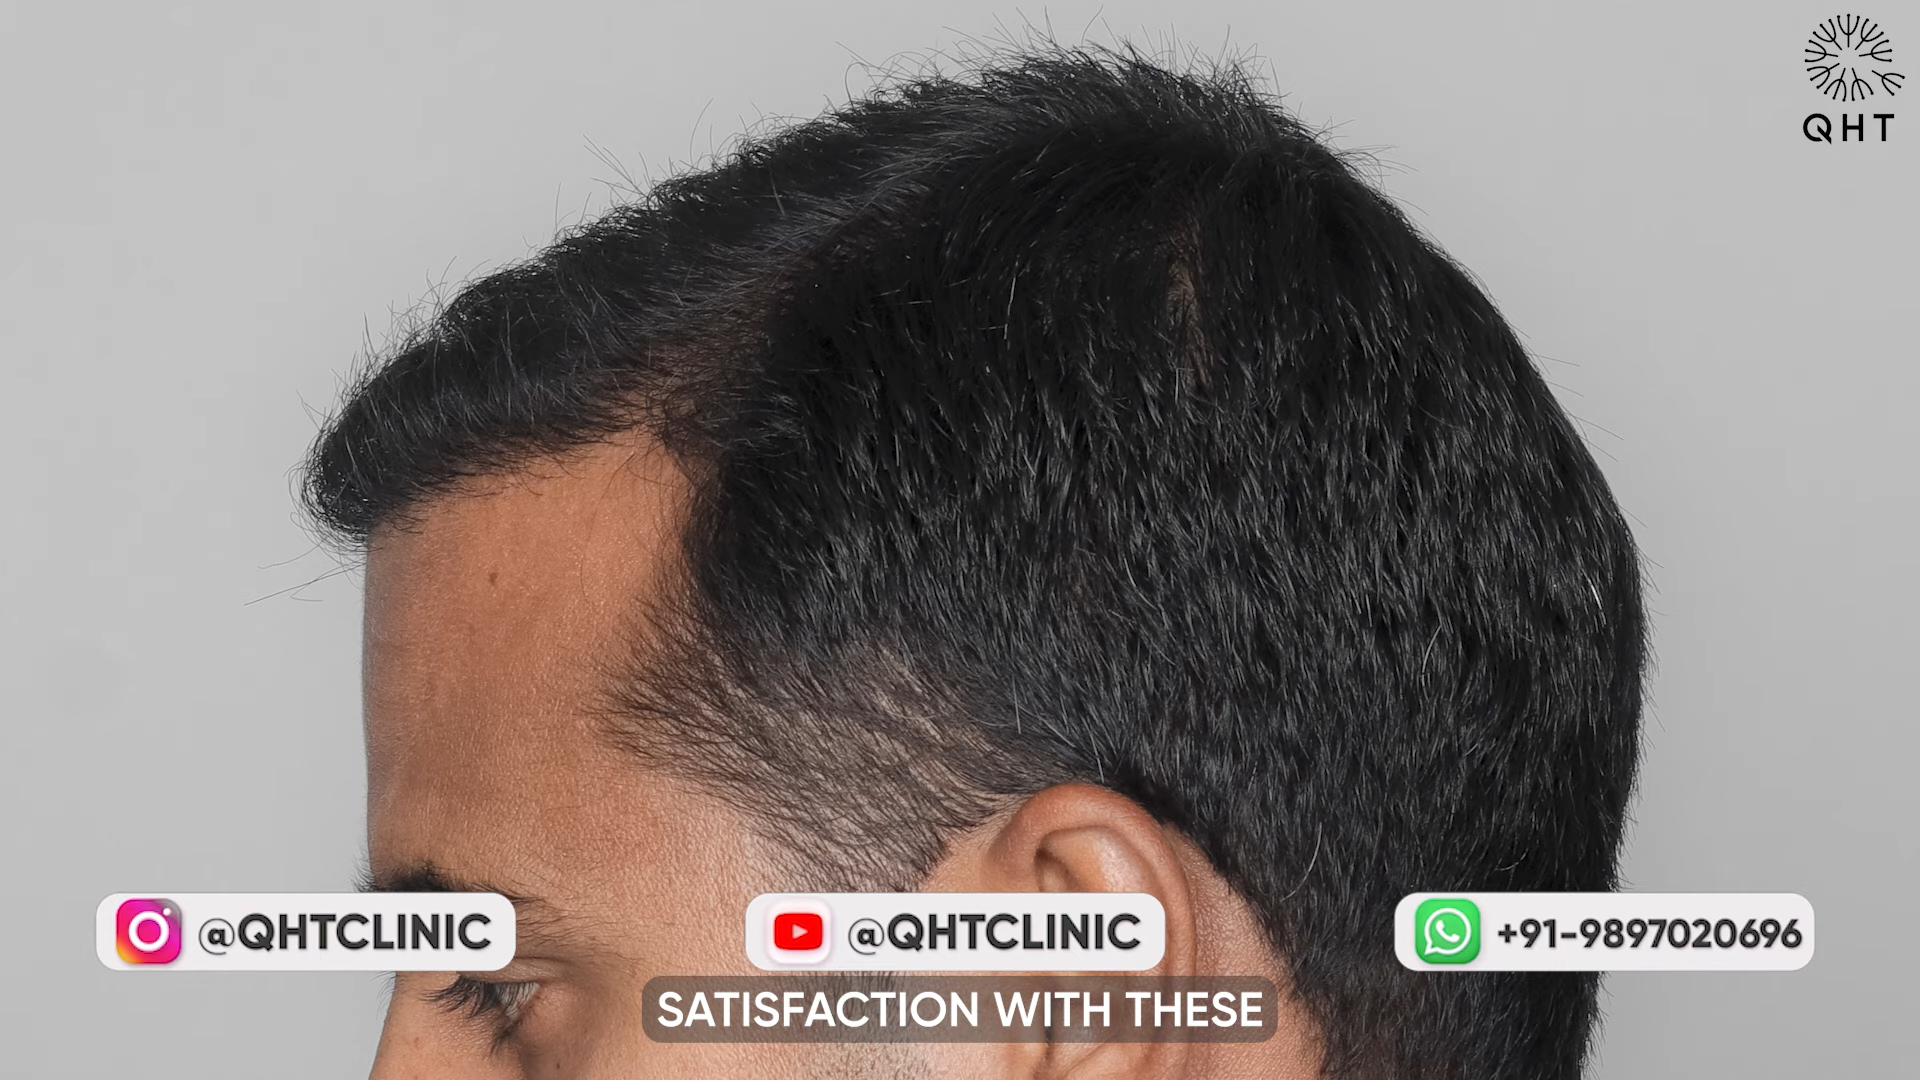 QHT
@QHTCLINIC
@QHTCLINIC
+91-9897020696
SATISFACTION WITH THESE